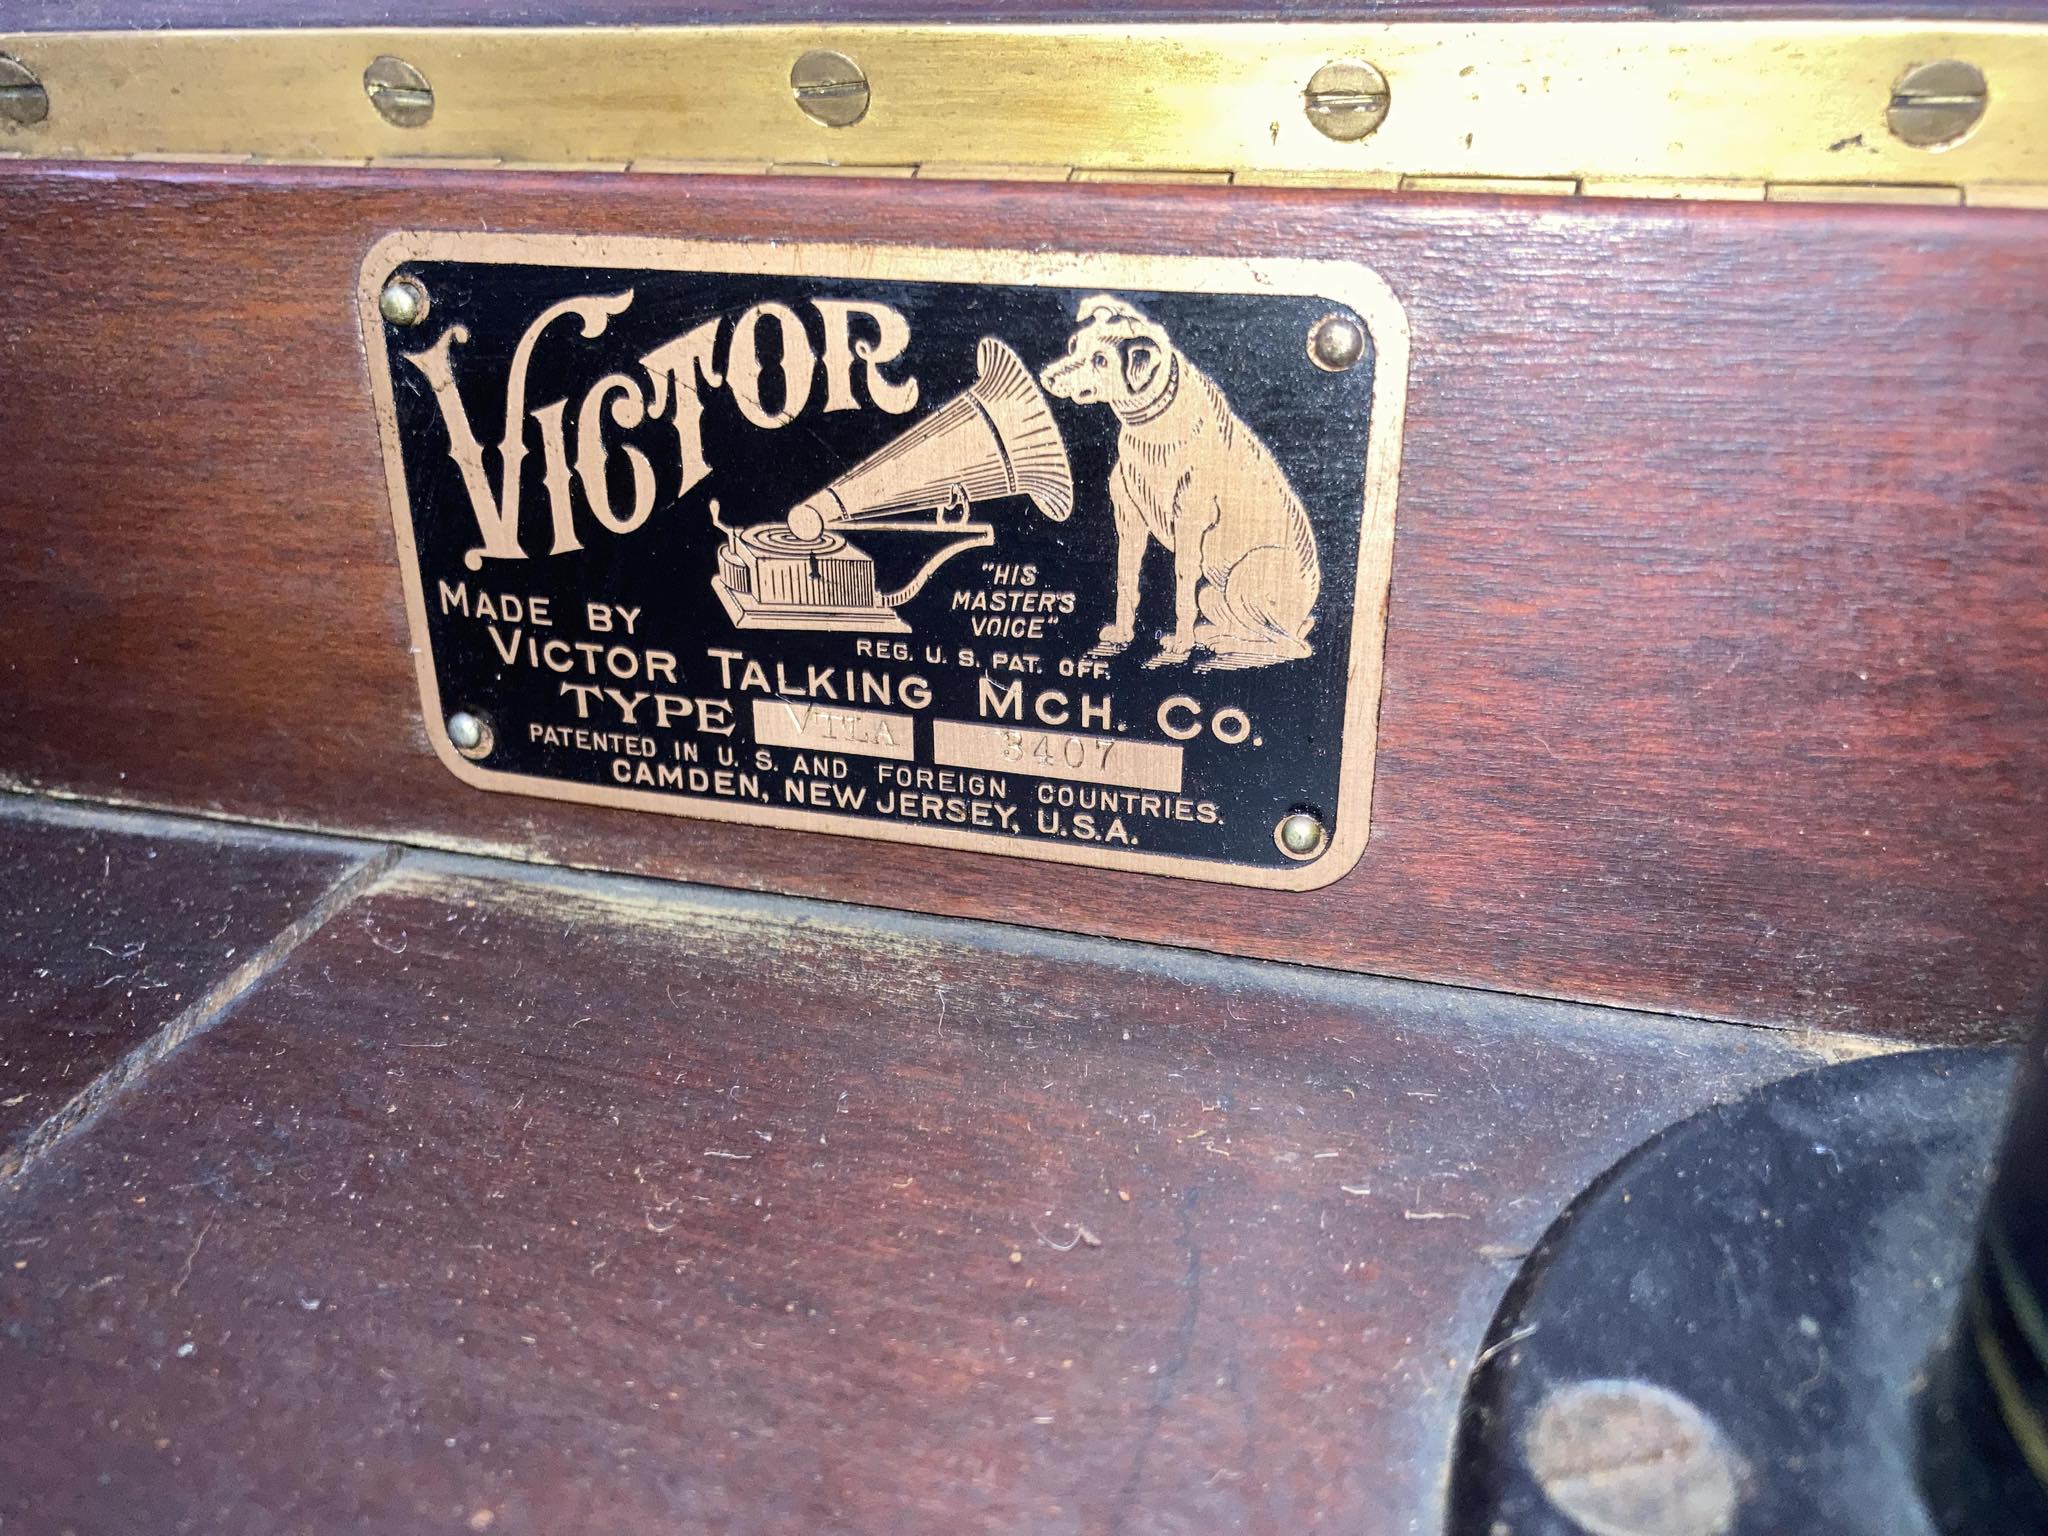 VICTOR
"HIS
MASTER'S
VOICE"
REG. U. S. PAT. OFF.
MADE BY
VICTOR TALKING MCH. CO.
TYPE VTLA 3407
PATENTED IN U. S. AND FOREIGN COUNTRIES.
CAMDEN, NEW JERSEY, U.S.A.